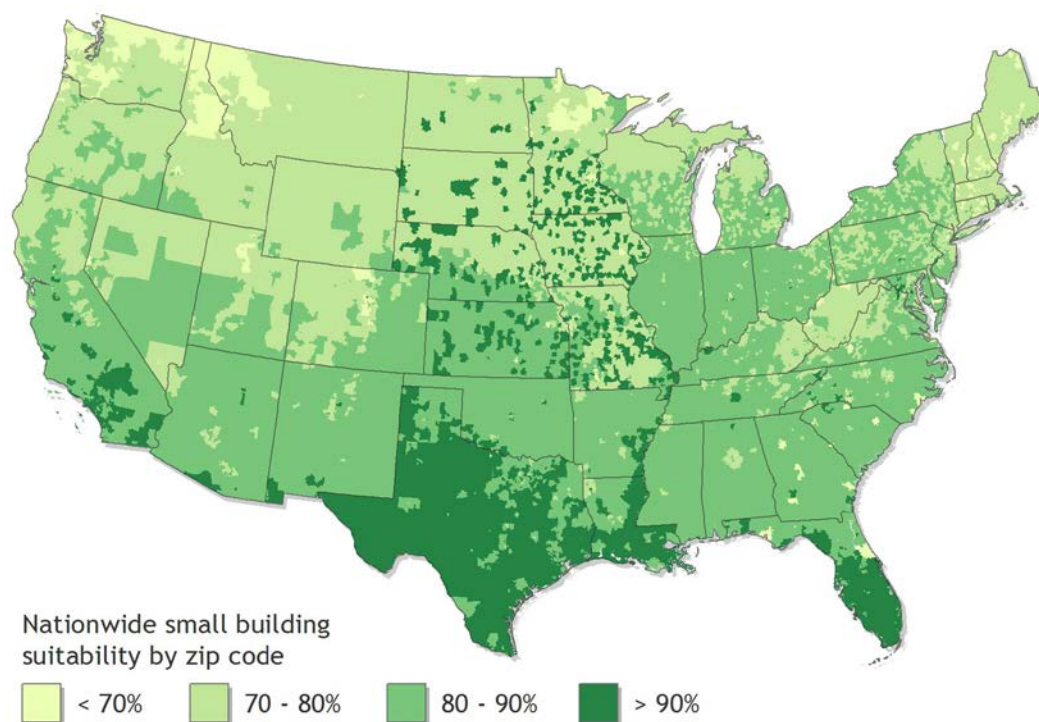 Nationwide small building
suitability by zip code
< 70% 70 - 80% 80 - 90% > 90%